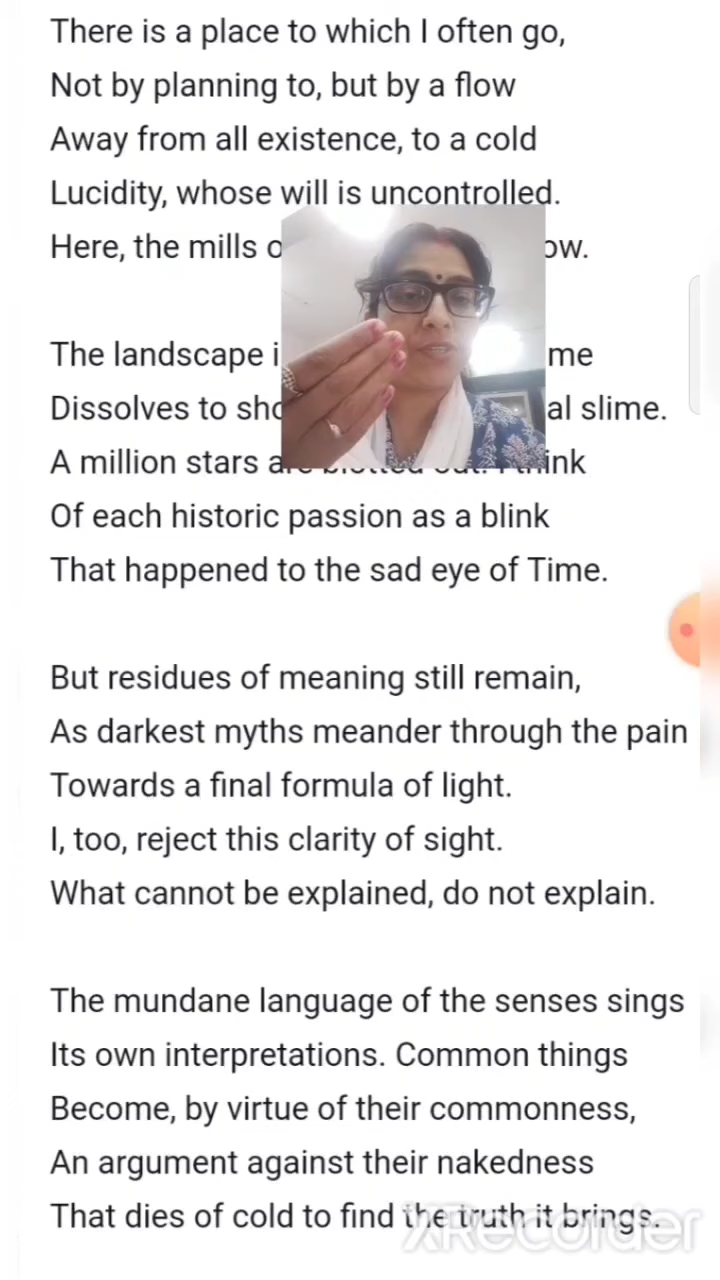 There is a place to which I often go,
Not by planning to, but by a flow
Away from all existence, to a cold
Lucidity, whose will is uncontrolled.
Here, the mills
The landscape
Dissolves to slime.
A million stars
Of each historic passion as a blink
That happened to the sad eye of Time.
But residues of meaning still remain,
As darkest myths meander through the pain
Towards a final formula of light.
I, too, reject this clarity of sight.
What cannot be explained, do not explain.
The mundane language of the senses sings
Its own interpretations. Common things
Become, by virtue of their commonness,
An argument against their nakedness
That dies of cold to find the truth it brings.
XRecorder